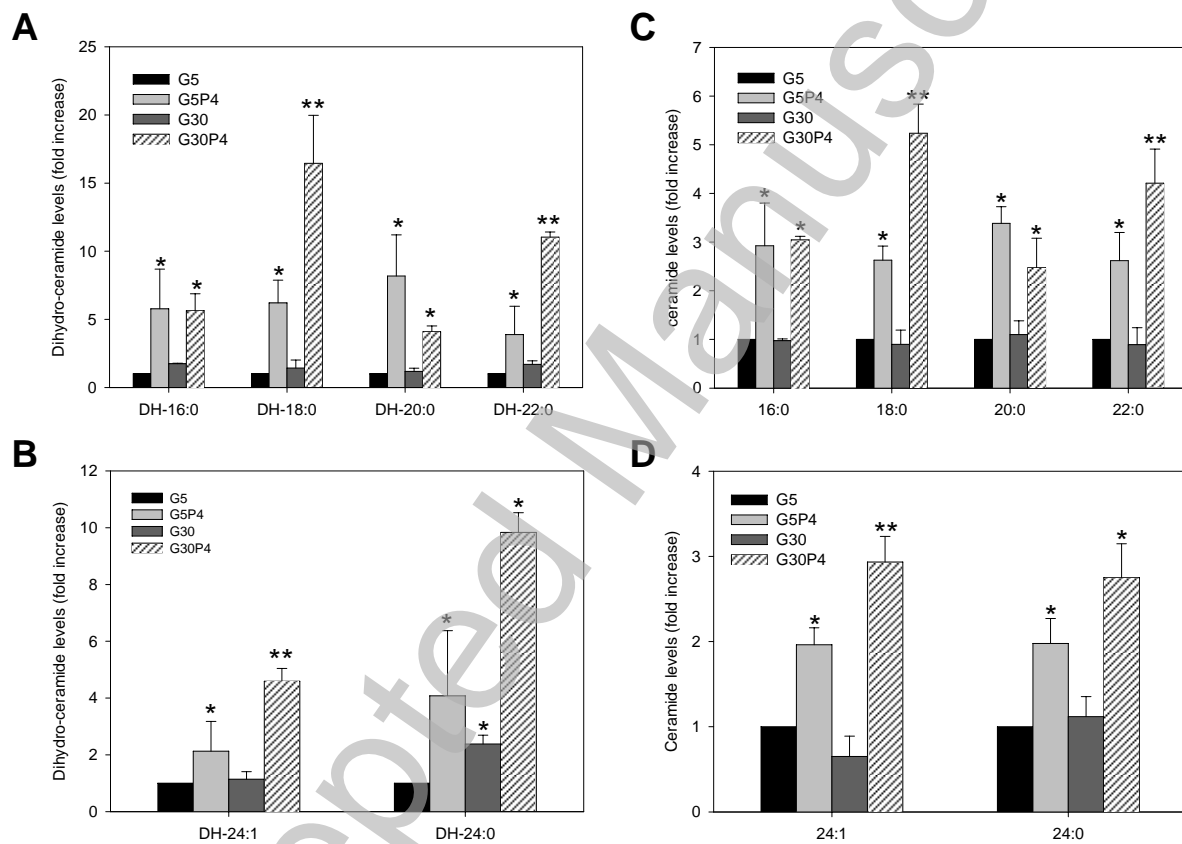 A
Dihydro-ceramide levels (fold increase)
25
20
15
10
5
0
G5
G5P4
G30
G30P4
* *
* **
* *
* **
DH-16:0 DH-18:0 DH-20:0 DH-22:0
C
ceramide levels (fold increase)
7
6
5
4
3
2
1
0
G5
G5P4
G30
G30P4
* *
* **
* *
* **
16:0 18:0 20:0 22:0
B
Dihydro-ceramide levels (fold increase)
12
10
8
6
4
2
0
G5
G5P4
G30
G30P4
* **
* * *
DH-24:1 DH-24:0
D
Ceramide levels (fold increase)
4
3
2
1
0
G5
G5P4
G30
G30P4
* **
* *
24:1 24:0
pted Manusc